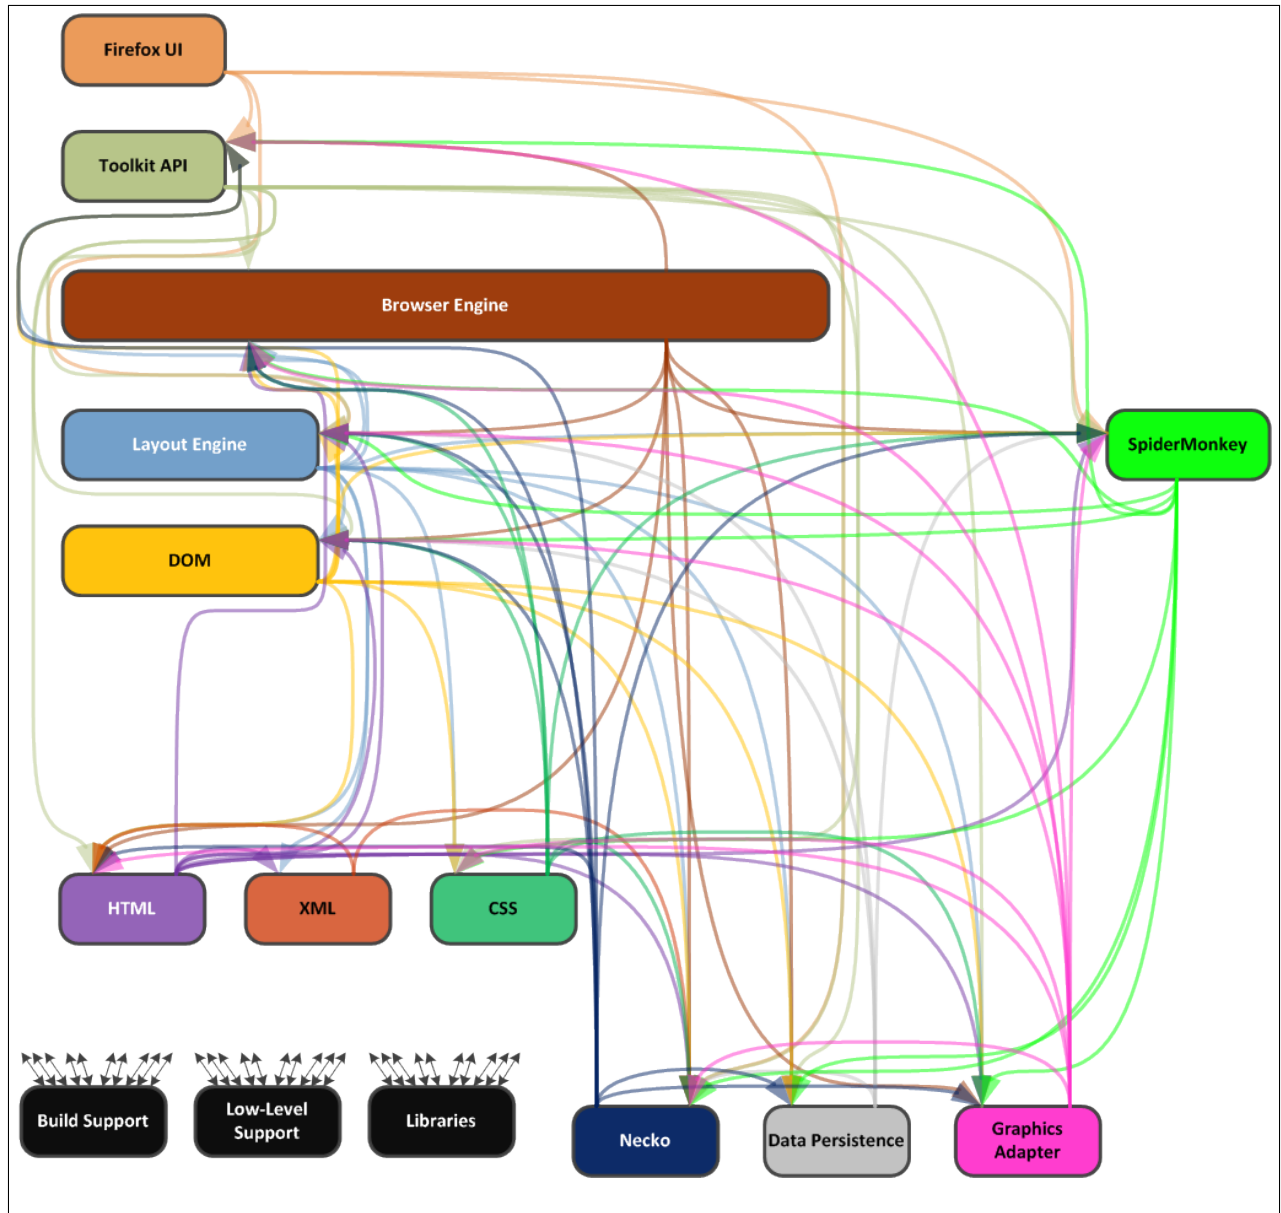 Firefox UI
Toolkit API
Browser Engine
Layout Engine
SpiderMonkey
DOM
HTML
XML
CSS
Build Support
Low-Level
Support
Libraries
Necko
Data Persistence
Graphics
Adapter